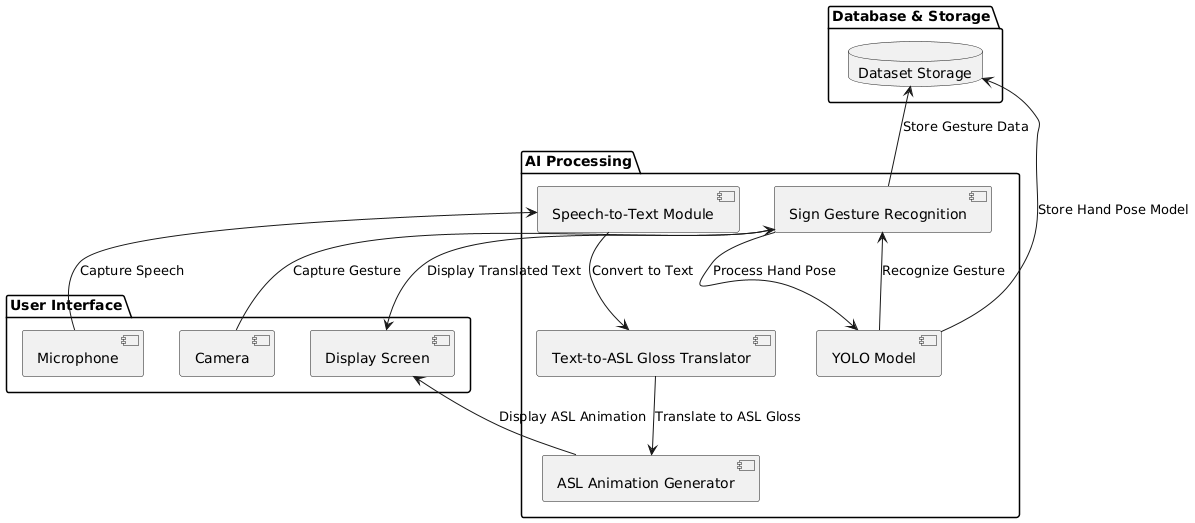 Database & Storage
Dataset Storage
Store Gesture Data
AI Processing
Speech-to-Text Module
Sign Gesture Recognition
Store Hand Pose Model
Capture Speech
Capture Gesture
Display Translated Text
Convert to Text
Process Hand Pose
Recognize Gesture
User Interface
Microphone
Camera
Display Screen
Text-to-ASL Gloss Translator
YOLO Model
Display ASL Animation
Translate to ASL Gloss
ASL Animation Generator